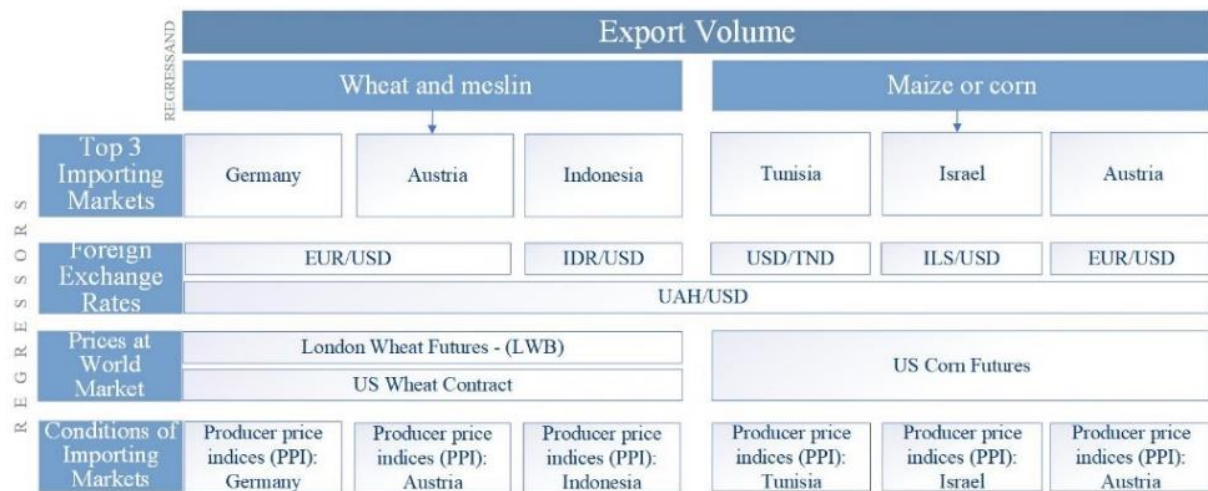 Export Volume
REGRESSAND
Wheat and meslin
Maize or corn
REGRESSORS
Top 3
Importing
Markets
Germany
Austria
Indonesia
Tunisia
Israel
Austria
Foreign
Exchange
Rates
EUR/USD
IDR/USD
USD/TND
ILS/USD
EUR/USD
UAH/USD
Prices at
World
Market
London Wheat Futures - (LWB)
US Wheat Contract
US Corn Futures
Conditions of
Importing
Markets
Producer price
indices (PPI):
Germany
Producer price
indices (PPI):
Austria
Producer price
indices (PPI):
Indonesia
Producer price
indices (PPI):
Tunisia
Producer price
indices (PPI):
Israel
Producer price
indices (PPI):
Austria